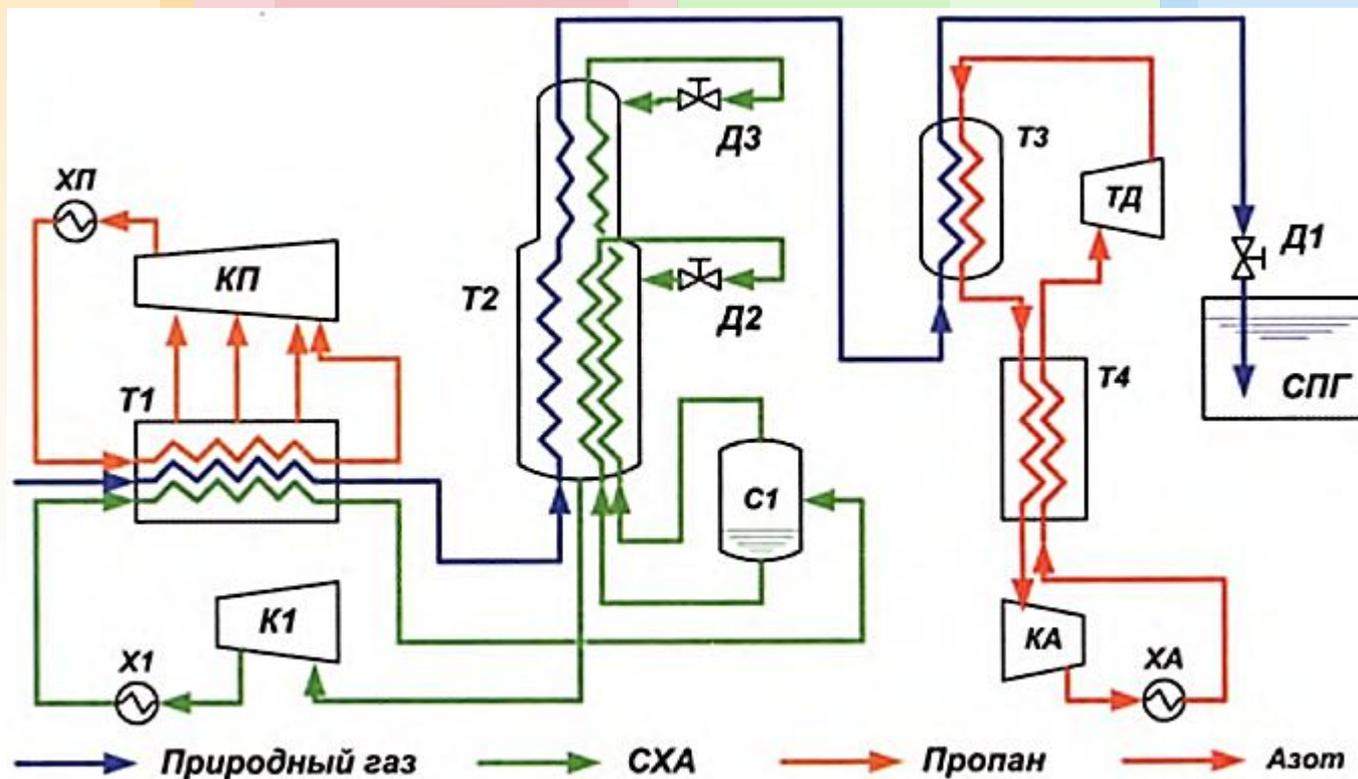 Д3
Т3
ХП
ТД
КП
Д1
Т2
Д2
Т1
Т4
СПГ
С1
К1
КА
Х1
ХА
Природный газ
СХА
Пропан
Азот